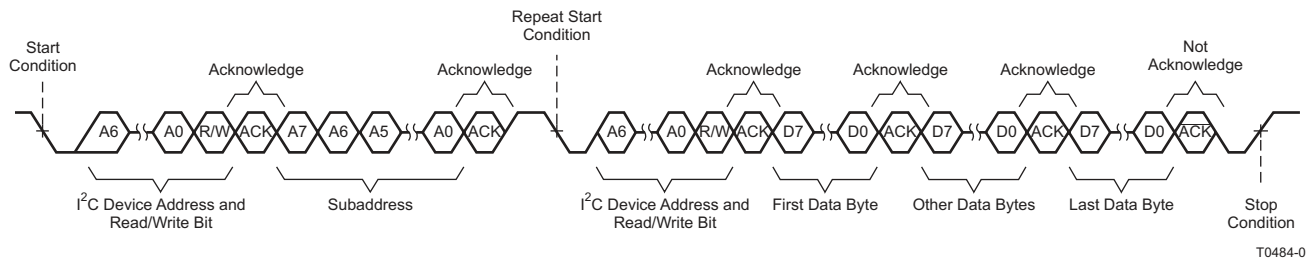 Repeat Start
Condition
Start
Condition
Not
Acknowledge
Acknowledge
Acknowledge
Acknowledge
Acknowledge
Acknowledge
A6 A0 R/W ACK A7 A6 A5 A0 ACK A6 A0 R/W ACK D7 D0 ACK D7 D0 ACK D7 D0 ACK
I²C Device Address and
Read/Write Bit
Subaddress
I²C Device Address and
Read/Write Bit
First Data Byte
Other Data Bytes
Last Data Byte
Stop
Condition
T0484-0